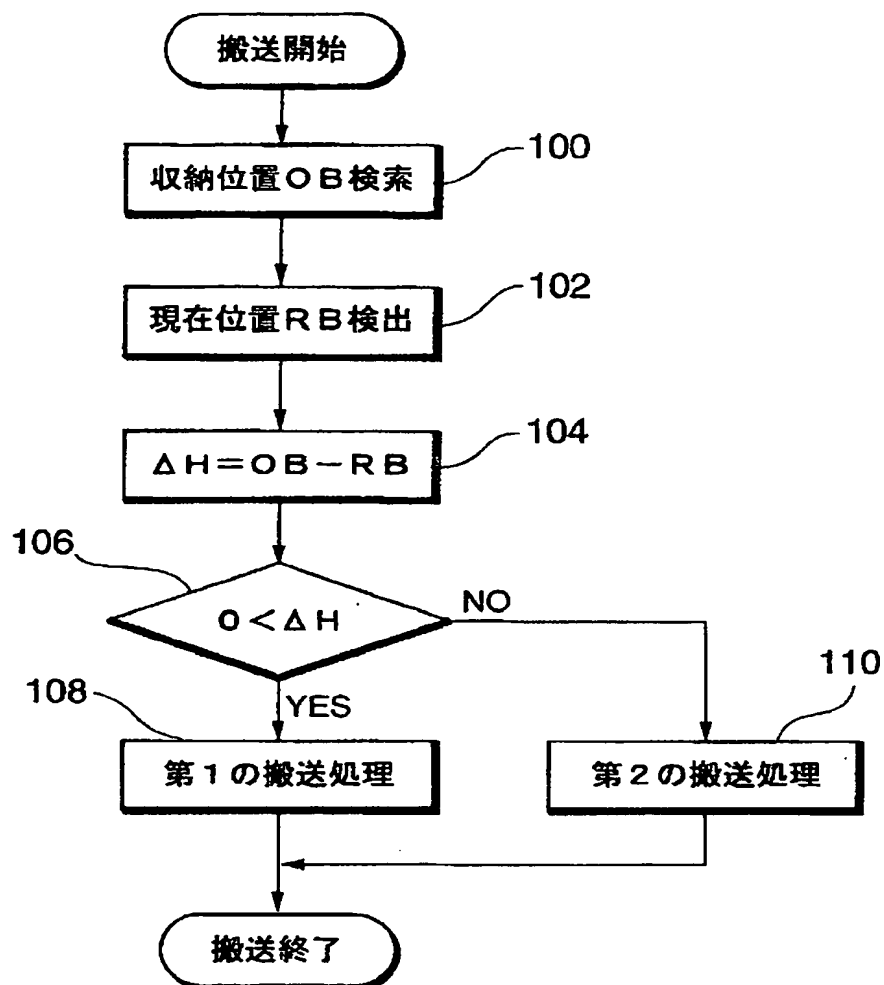 搬送開始
100
収納位置OB検索
102
現在位置RB検出
104
ΔH=OB-RB
106
0<ΔH
NO
YES
108
110
第1の搬送処理
第2の搬送処理
搬送終了